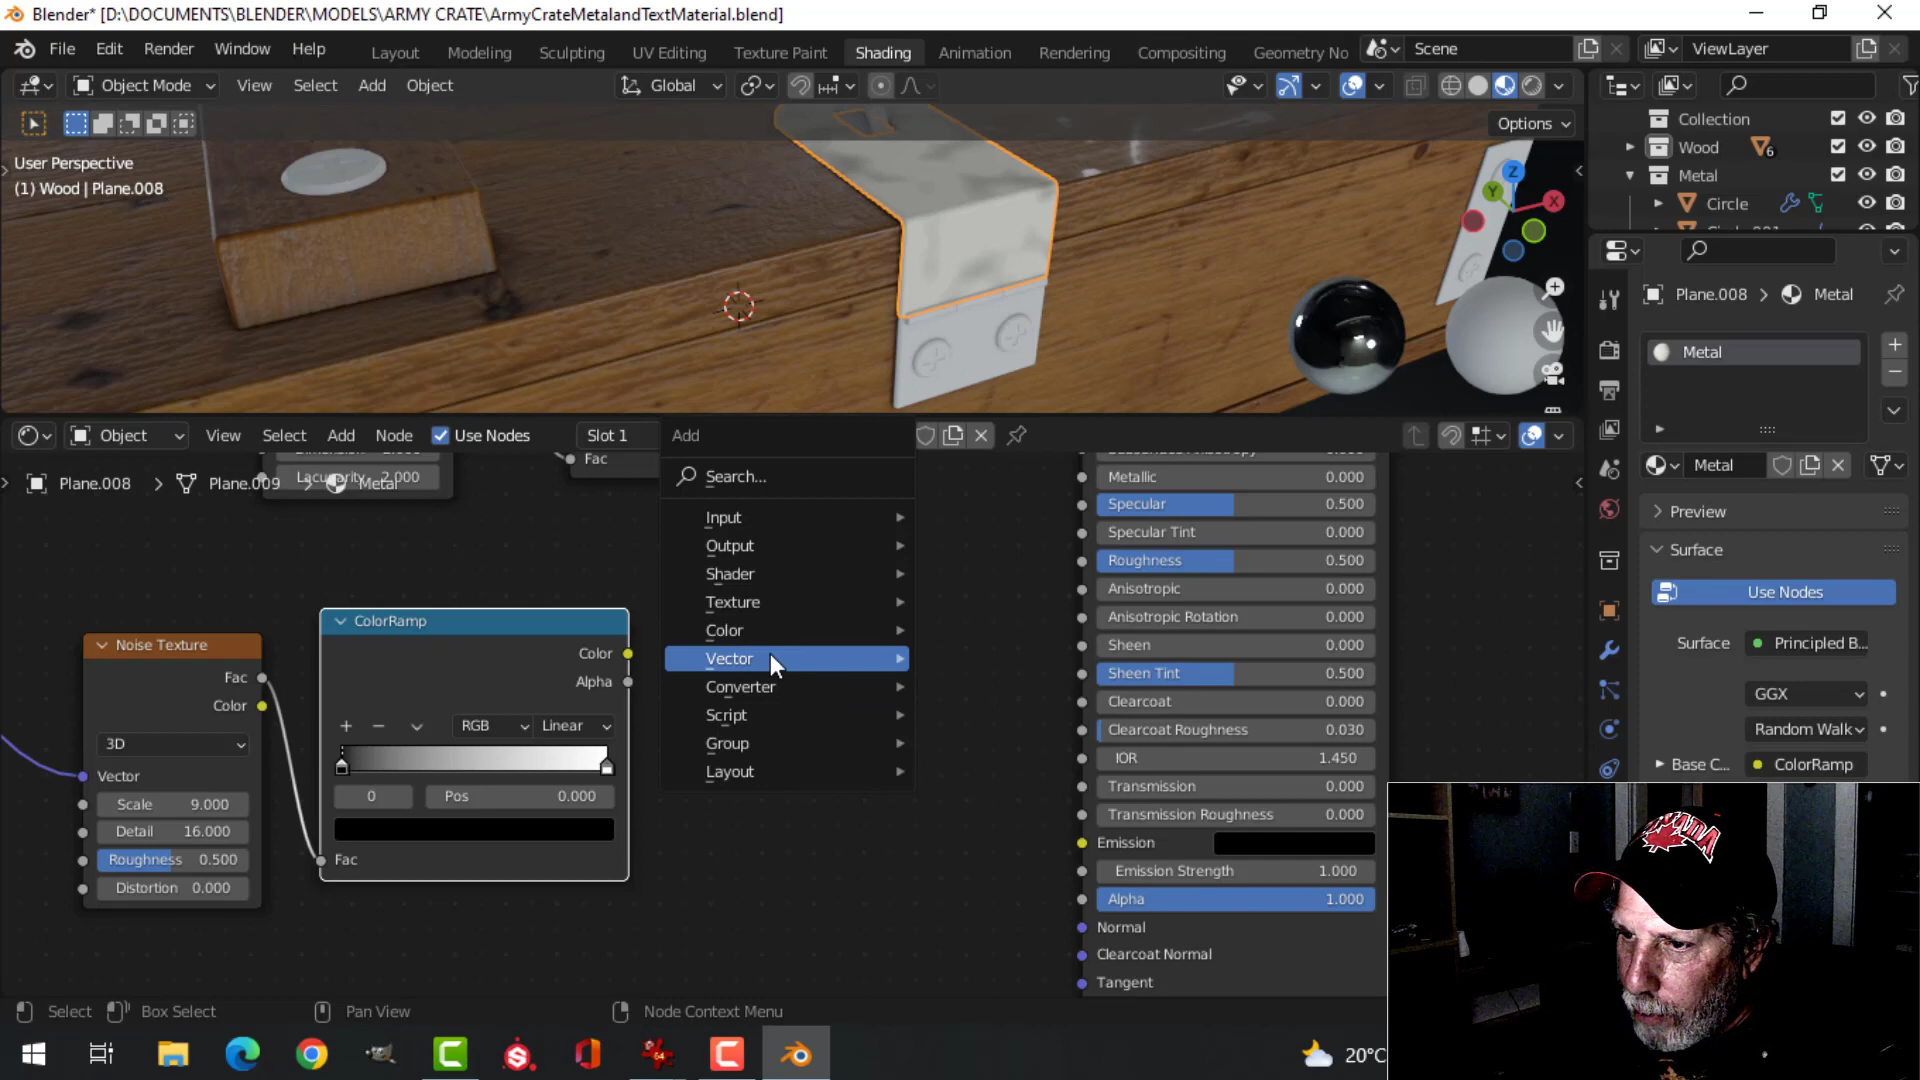 Blender* [D:\DOCUMENTS\BLENDER\MODELS\ARMY CRATE\ArmyCrateMetalandTextMaterial.blend]
File Edit Render Window Help Layout Modeling Sculpting UV Editing Texture Paint Shading Animation Rendering Compositing Geometry No Scene ViewLayer
Object Mode View Select Add Object Global
Options
User Perspective
(1) Wood | Plane.008
Z
Y
X
Collection
Wood 6
Metal
Circle
Plane.008 > Metal
Metal
Metal
Preview
Surface
Use Nodes
Surface Principled B...
GGX
Random Walk
Base C... ColorRamp
Object View Select Add Node Use Nodes Slot 1
Plane.008 > Plane.009 > Metal
Lacunarity 2.000
Fac
Noise Texture
Fac
Color
3D
Vector
Scale 9.000
Detail 16.000
Roughness 0.500
Distortion 0.000
ColorRamp
Color
Alpha
RGB Linear
0 Pos 0.000
Fac
Add
Search...
Input
Output
Shader
Texture
Color
Vector
Converter
Script
Group
Layout
Metallic 0.000
Specular 0.500
Specular Tint 0.000
Roughness 0.500
Anisotropic 0.000
Anisotropic Rotation 0.000
Sheen 0.000
Sheen Tint 0.500
Clearcoat 0.000
Clearcoat Roughness 0.030
IOR 1.450
Transmission 0.000
Transmission Roughness 0.000
Emission
Emission Strength 1.000
Alpha 1.000
Normal
Clearcoat Normal
Tangent
CANADA
Select Box Select Pan View Node Context Menu
20°C